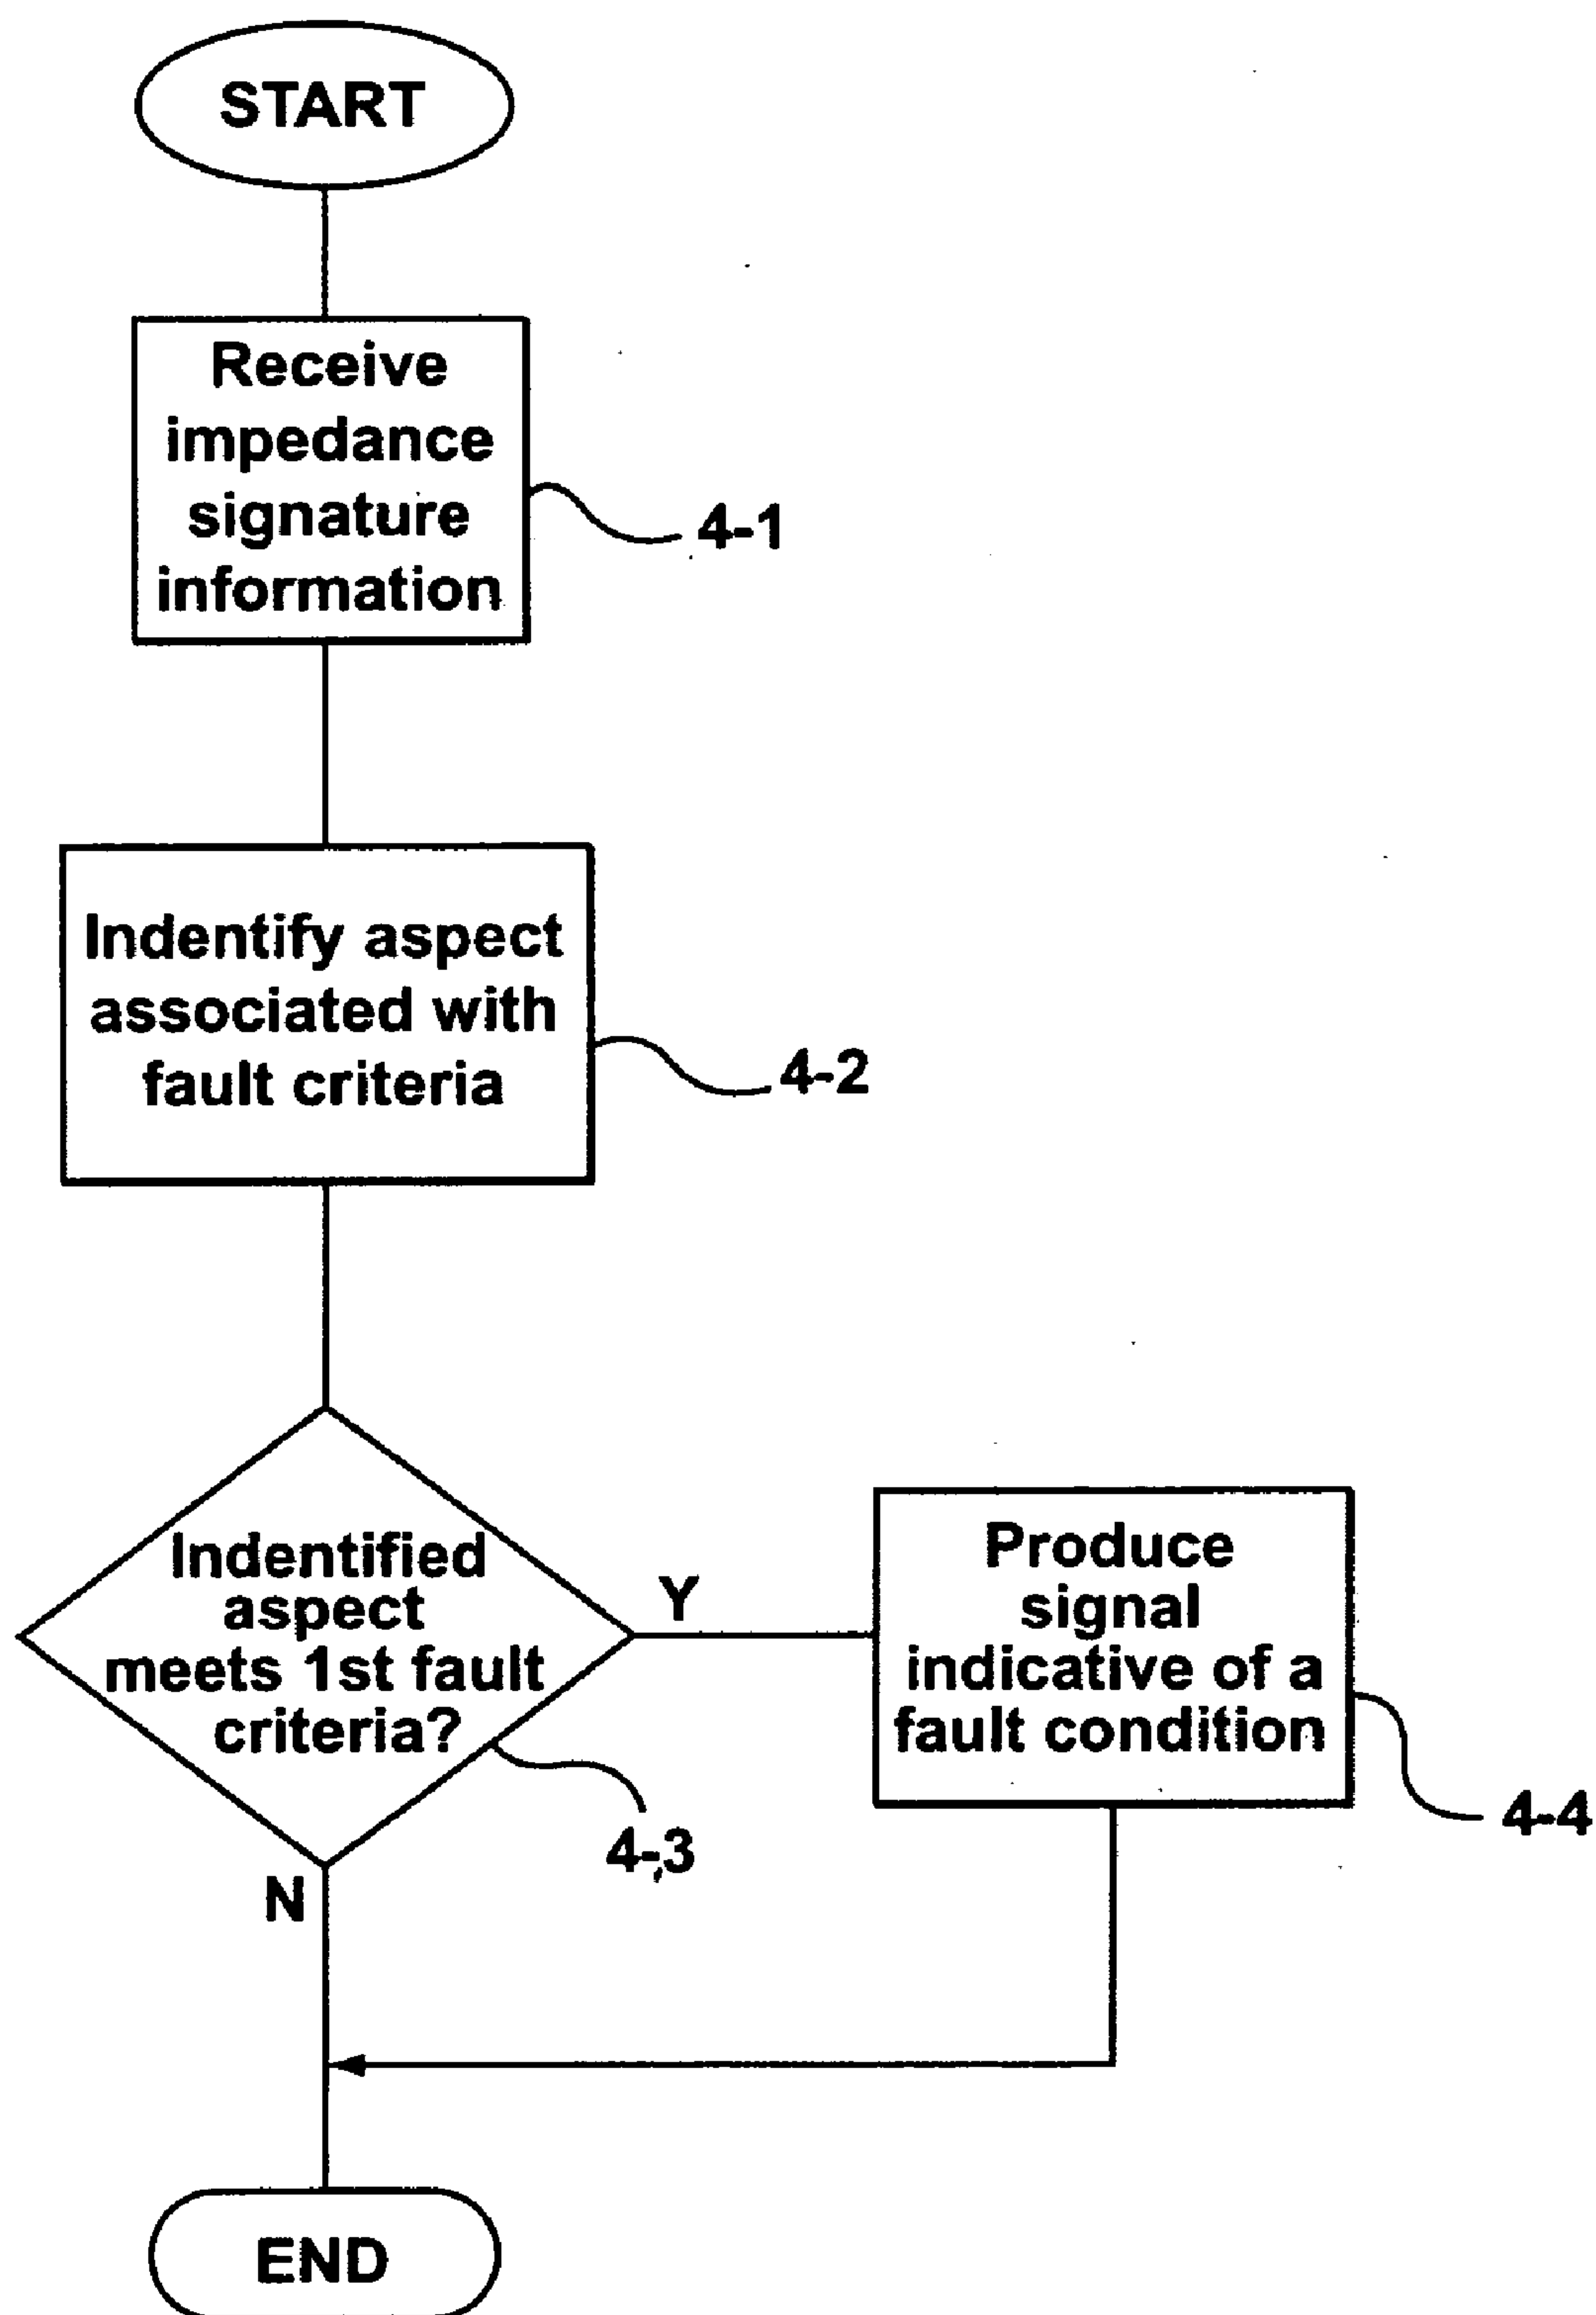 START
Receive
impedance
signature
information
4-1
Indentify aspect
associated with
fault criteria
4-2
Indentified
aspect
meets 1st fault
criteria?
Y
Produce
signal
indicative of a
fault condition
4-4
4-3
N
END